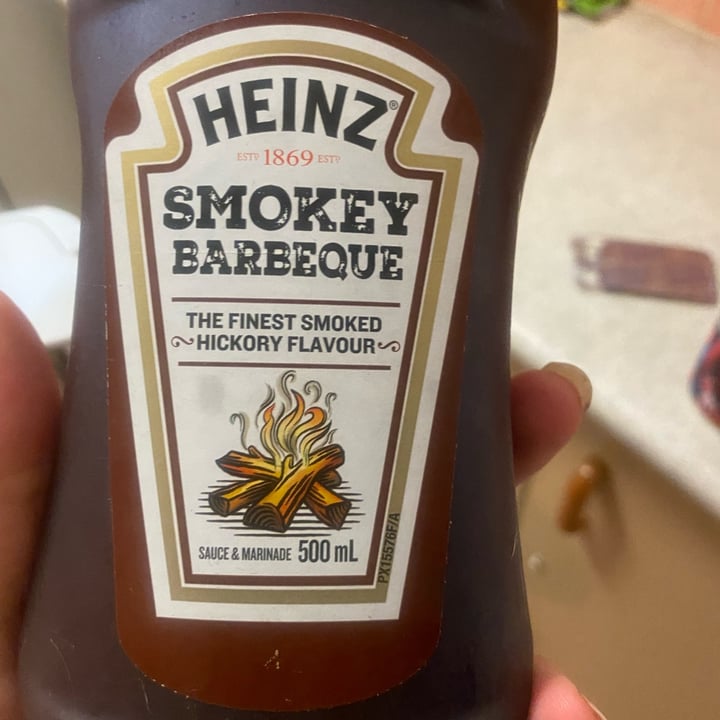 HEINZ®
ESTD 1869 ESTD
SMOKEY
BARBEQUE
THE FINEST SMOKED
HICKORY FLAVOUR
SAUCE & MARINADE 500 mL
PX15576F/A